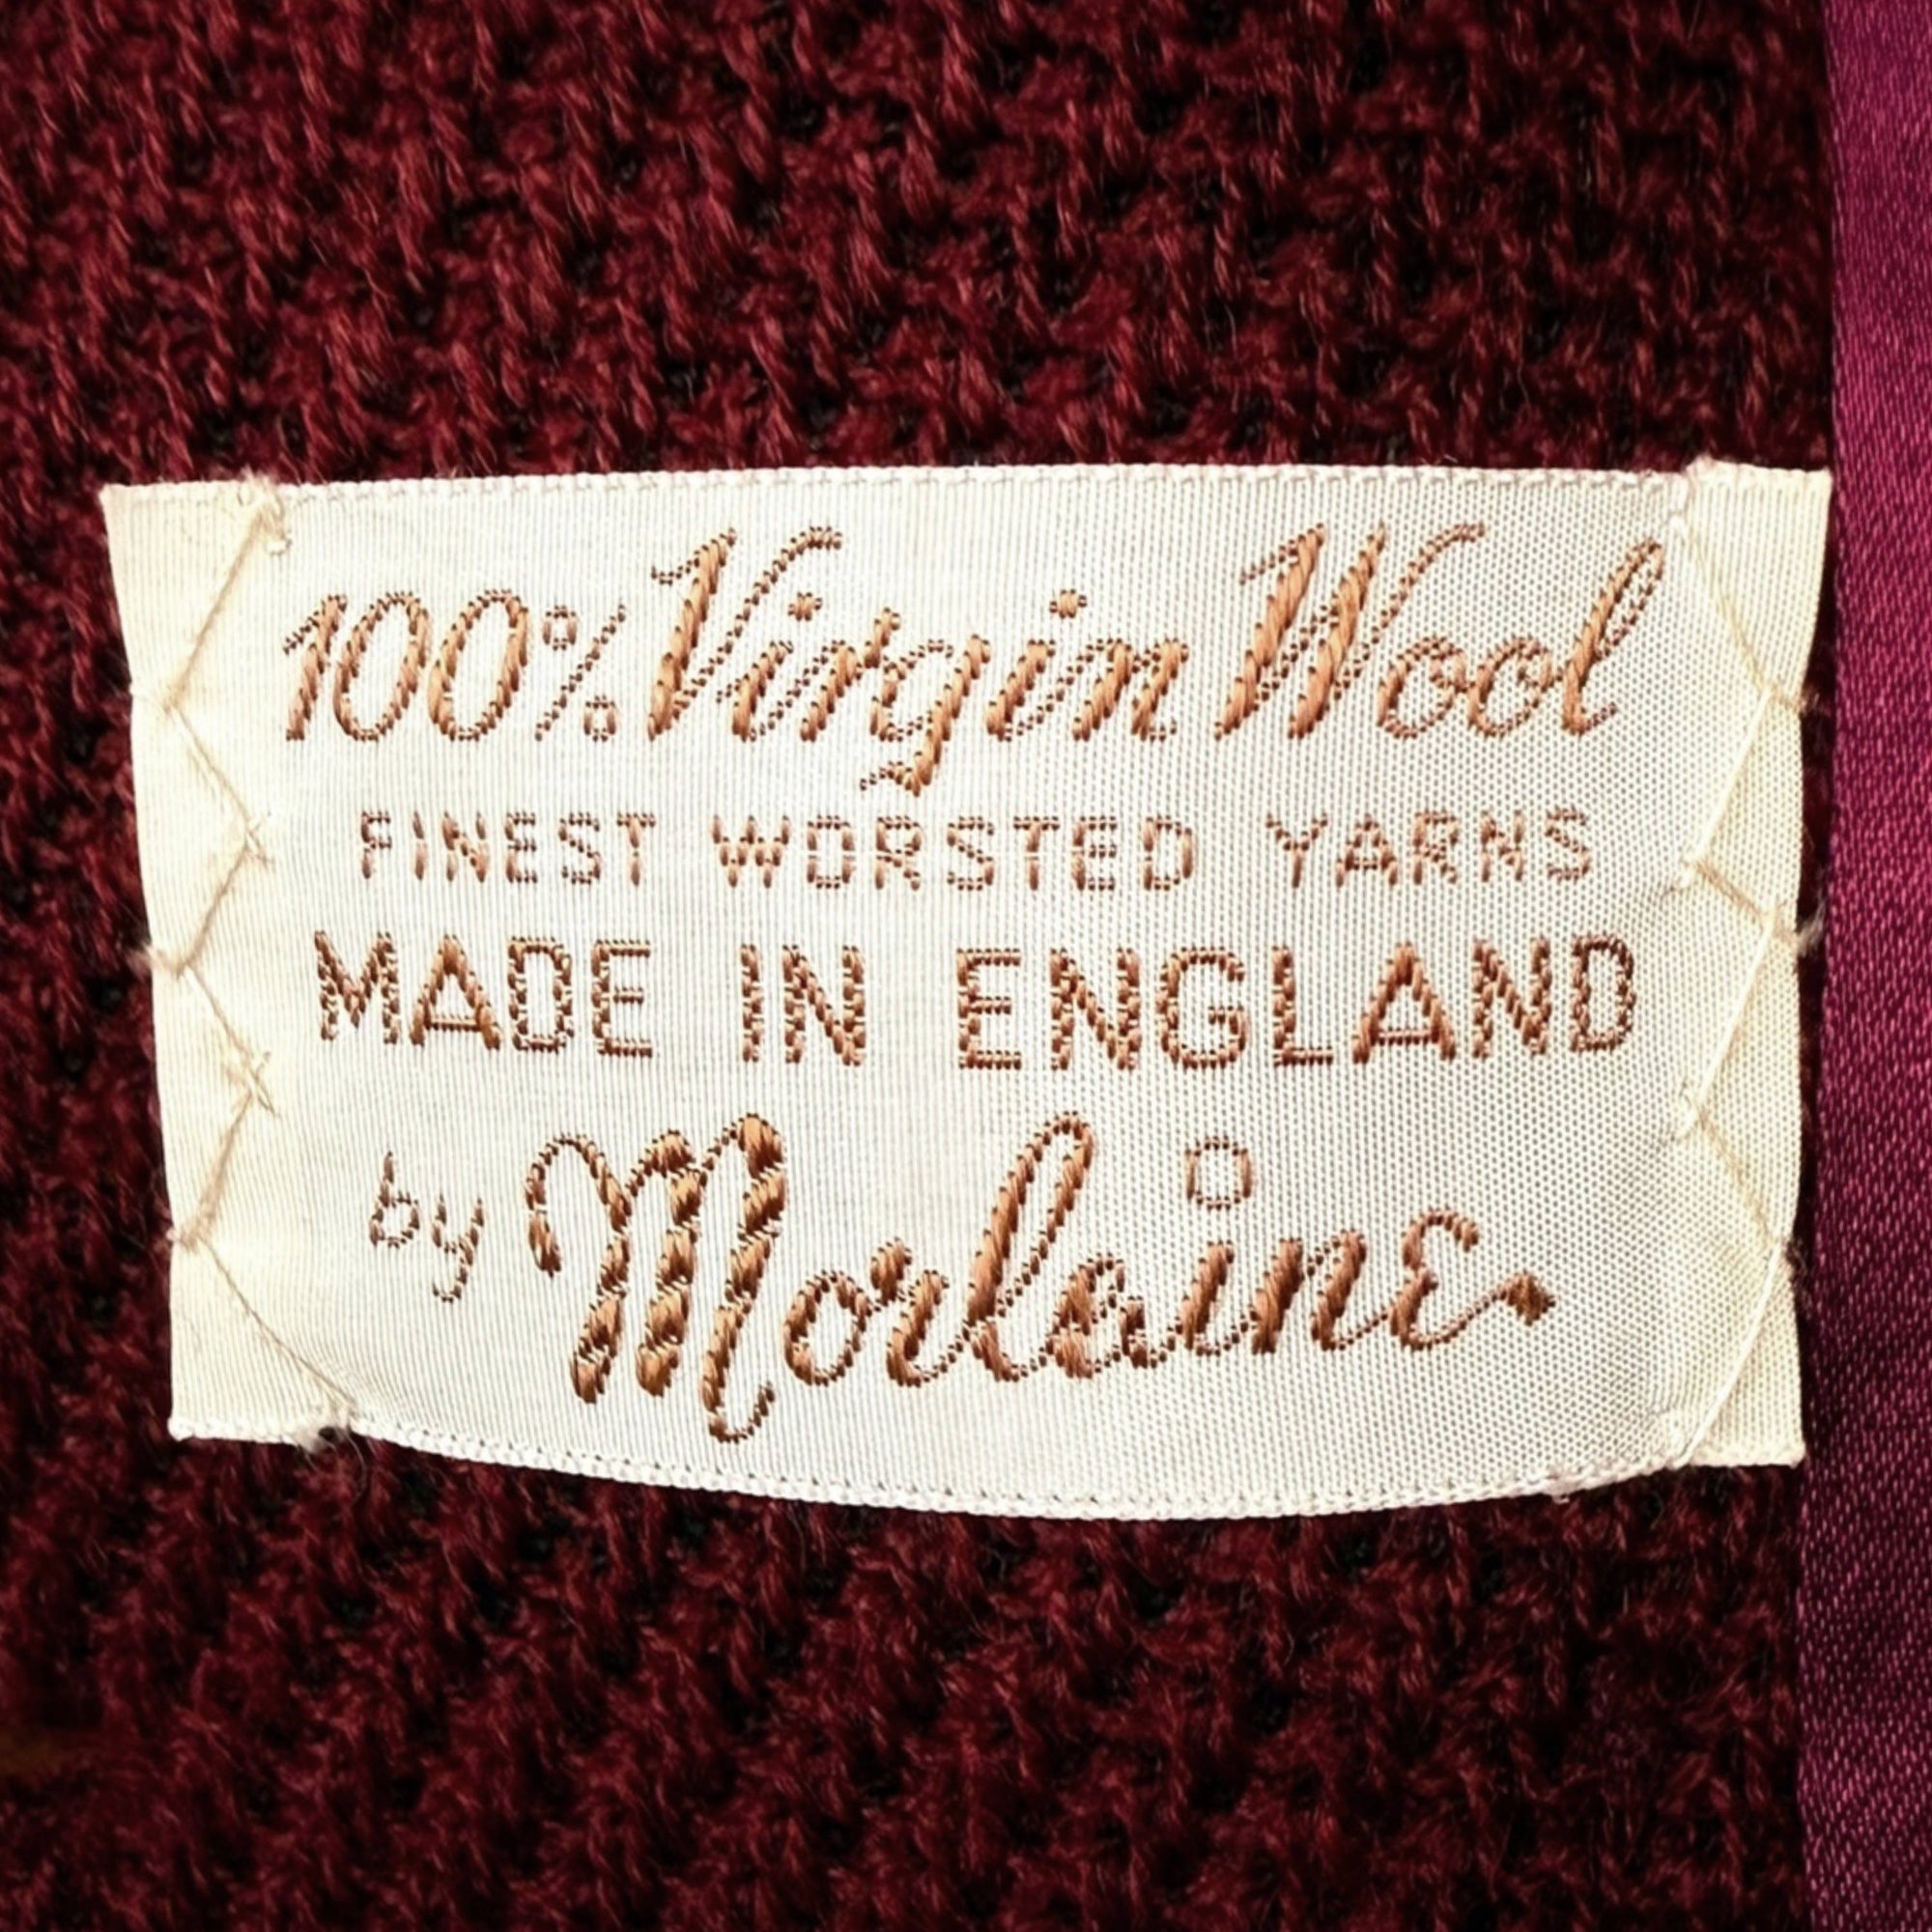 100% Virgin Wool
FINEST WORSTED YARNS
MADE IN ENGLAND
by Morlaine